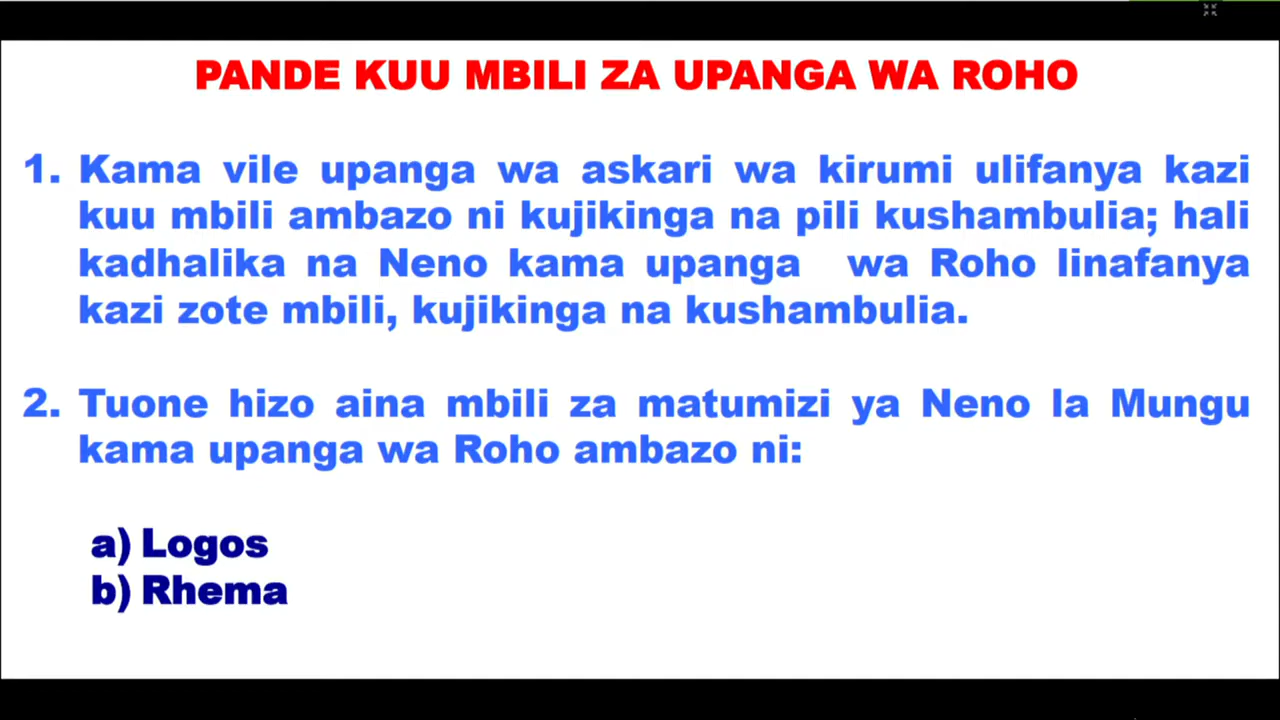 PANDE KUU MBILI ZA UPANGA WA ROHO
1. Kama vile upanga wa askari wa kirumi ulifanya kazi
kuu mbili ambazo ni kujikinga na pili kushambulia; hali
kadhalika na Neno kama upanga wa Roho linafanya
kazi zote mbili, kujikinga na kushambulia.
2. Tuone hizo aina mbili za matumizi ya Neno la Mungu
kama upanga wa Roho ambazo ni:
a) Logos
b) Rhema